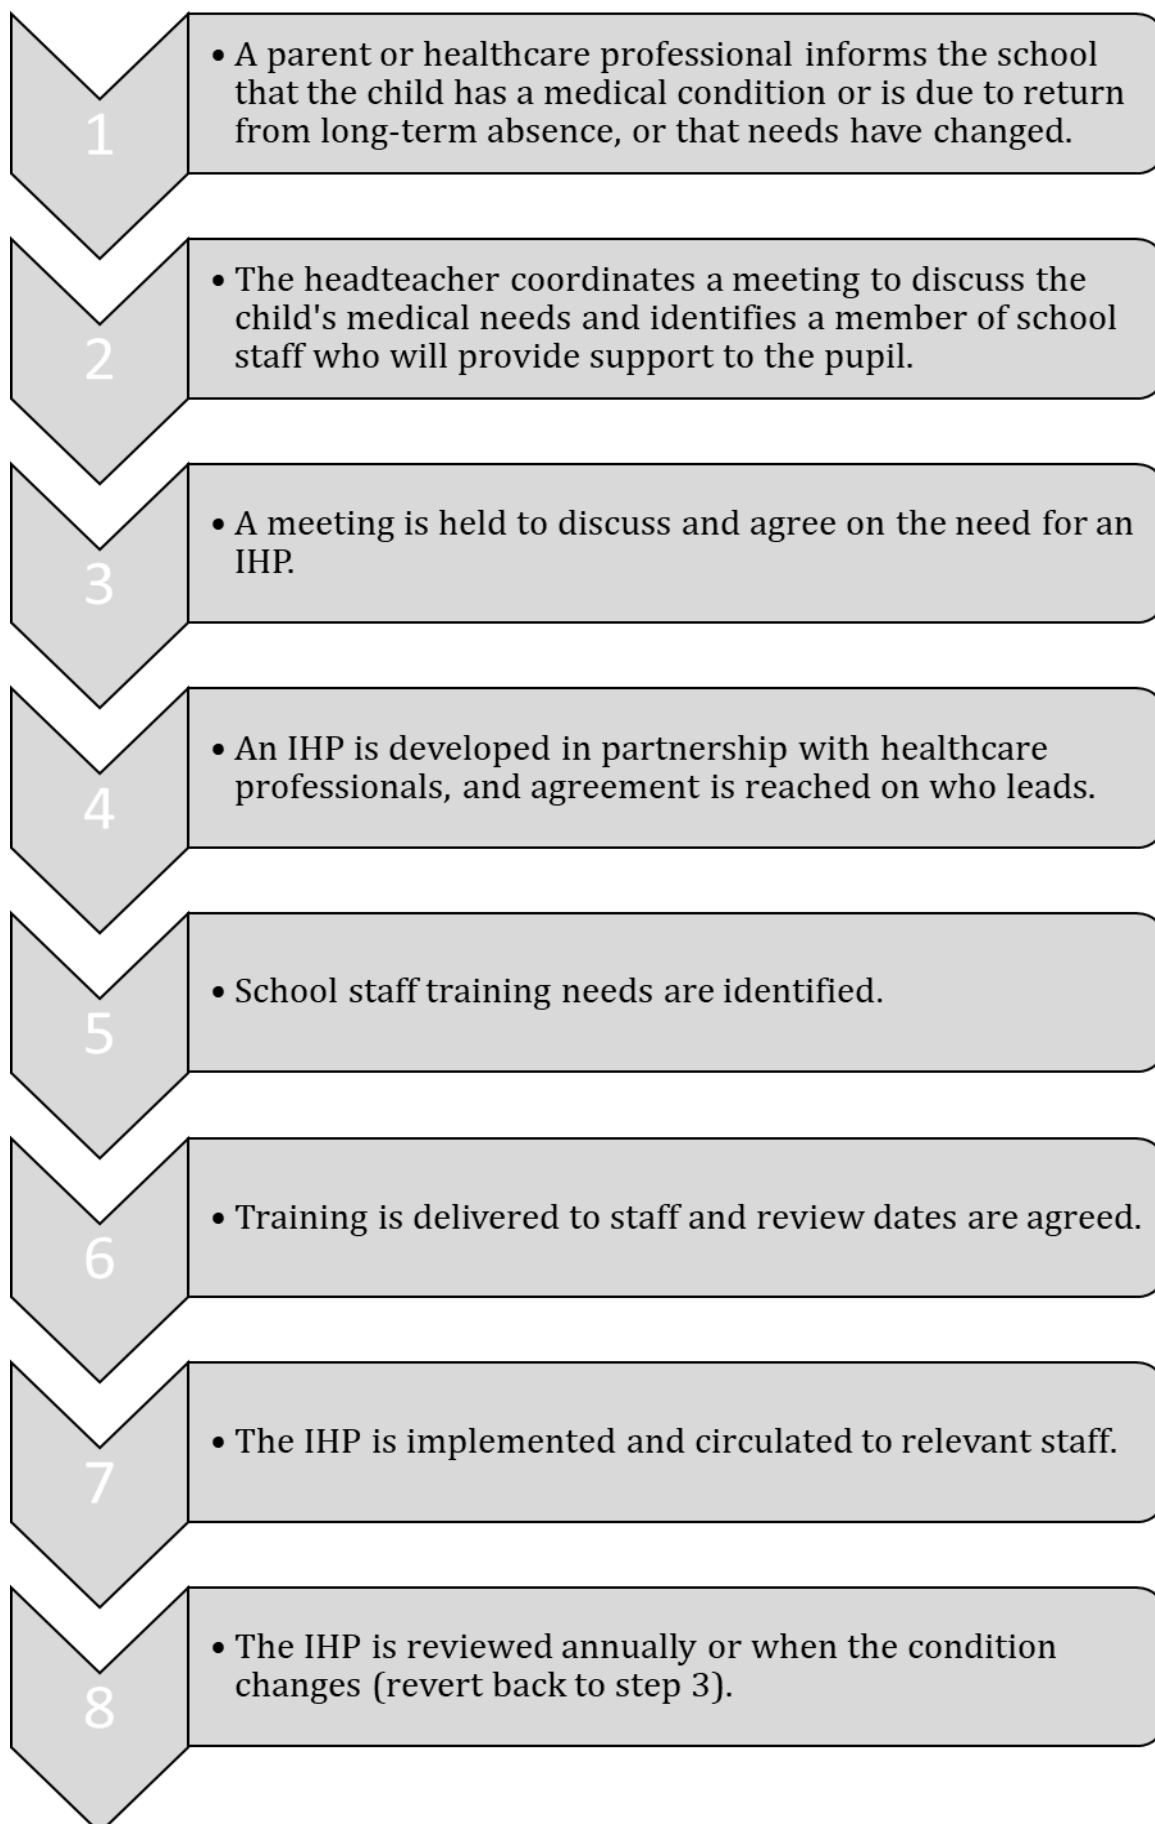 1
• A parent or healthcare professional informs the school
that the child has a medical condition or is due to return
from long-term absence, or that needs have changed.
2
• The headteacher coordinates a meeting to discuss the
child's medical needs and identifies a member of school
staff who will provide support to the pupil.
3
• A meeting is held to discuss and agree on the need for an
IHP.
4
• An IHP is developed in partnership with healthcare
professionals, and agreement is reached on who leads.
5
• School staff training needs are identified.
6
• Training is delivered to staff and review dates are agreed.
7
• The IHP is implemented and circulated to relevant staff.
8
• The IHP is reviewed annually or when the condition
changes (revert back to step 3).